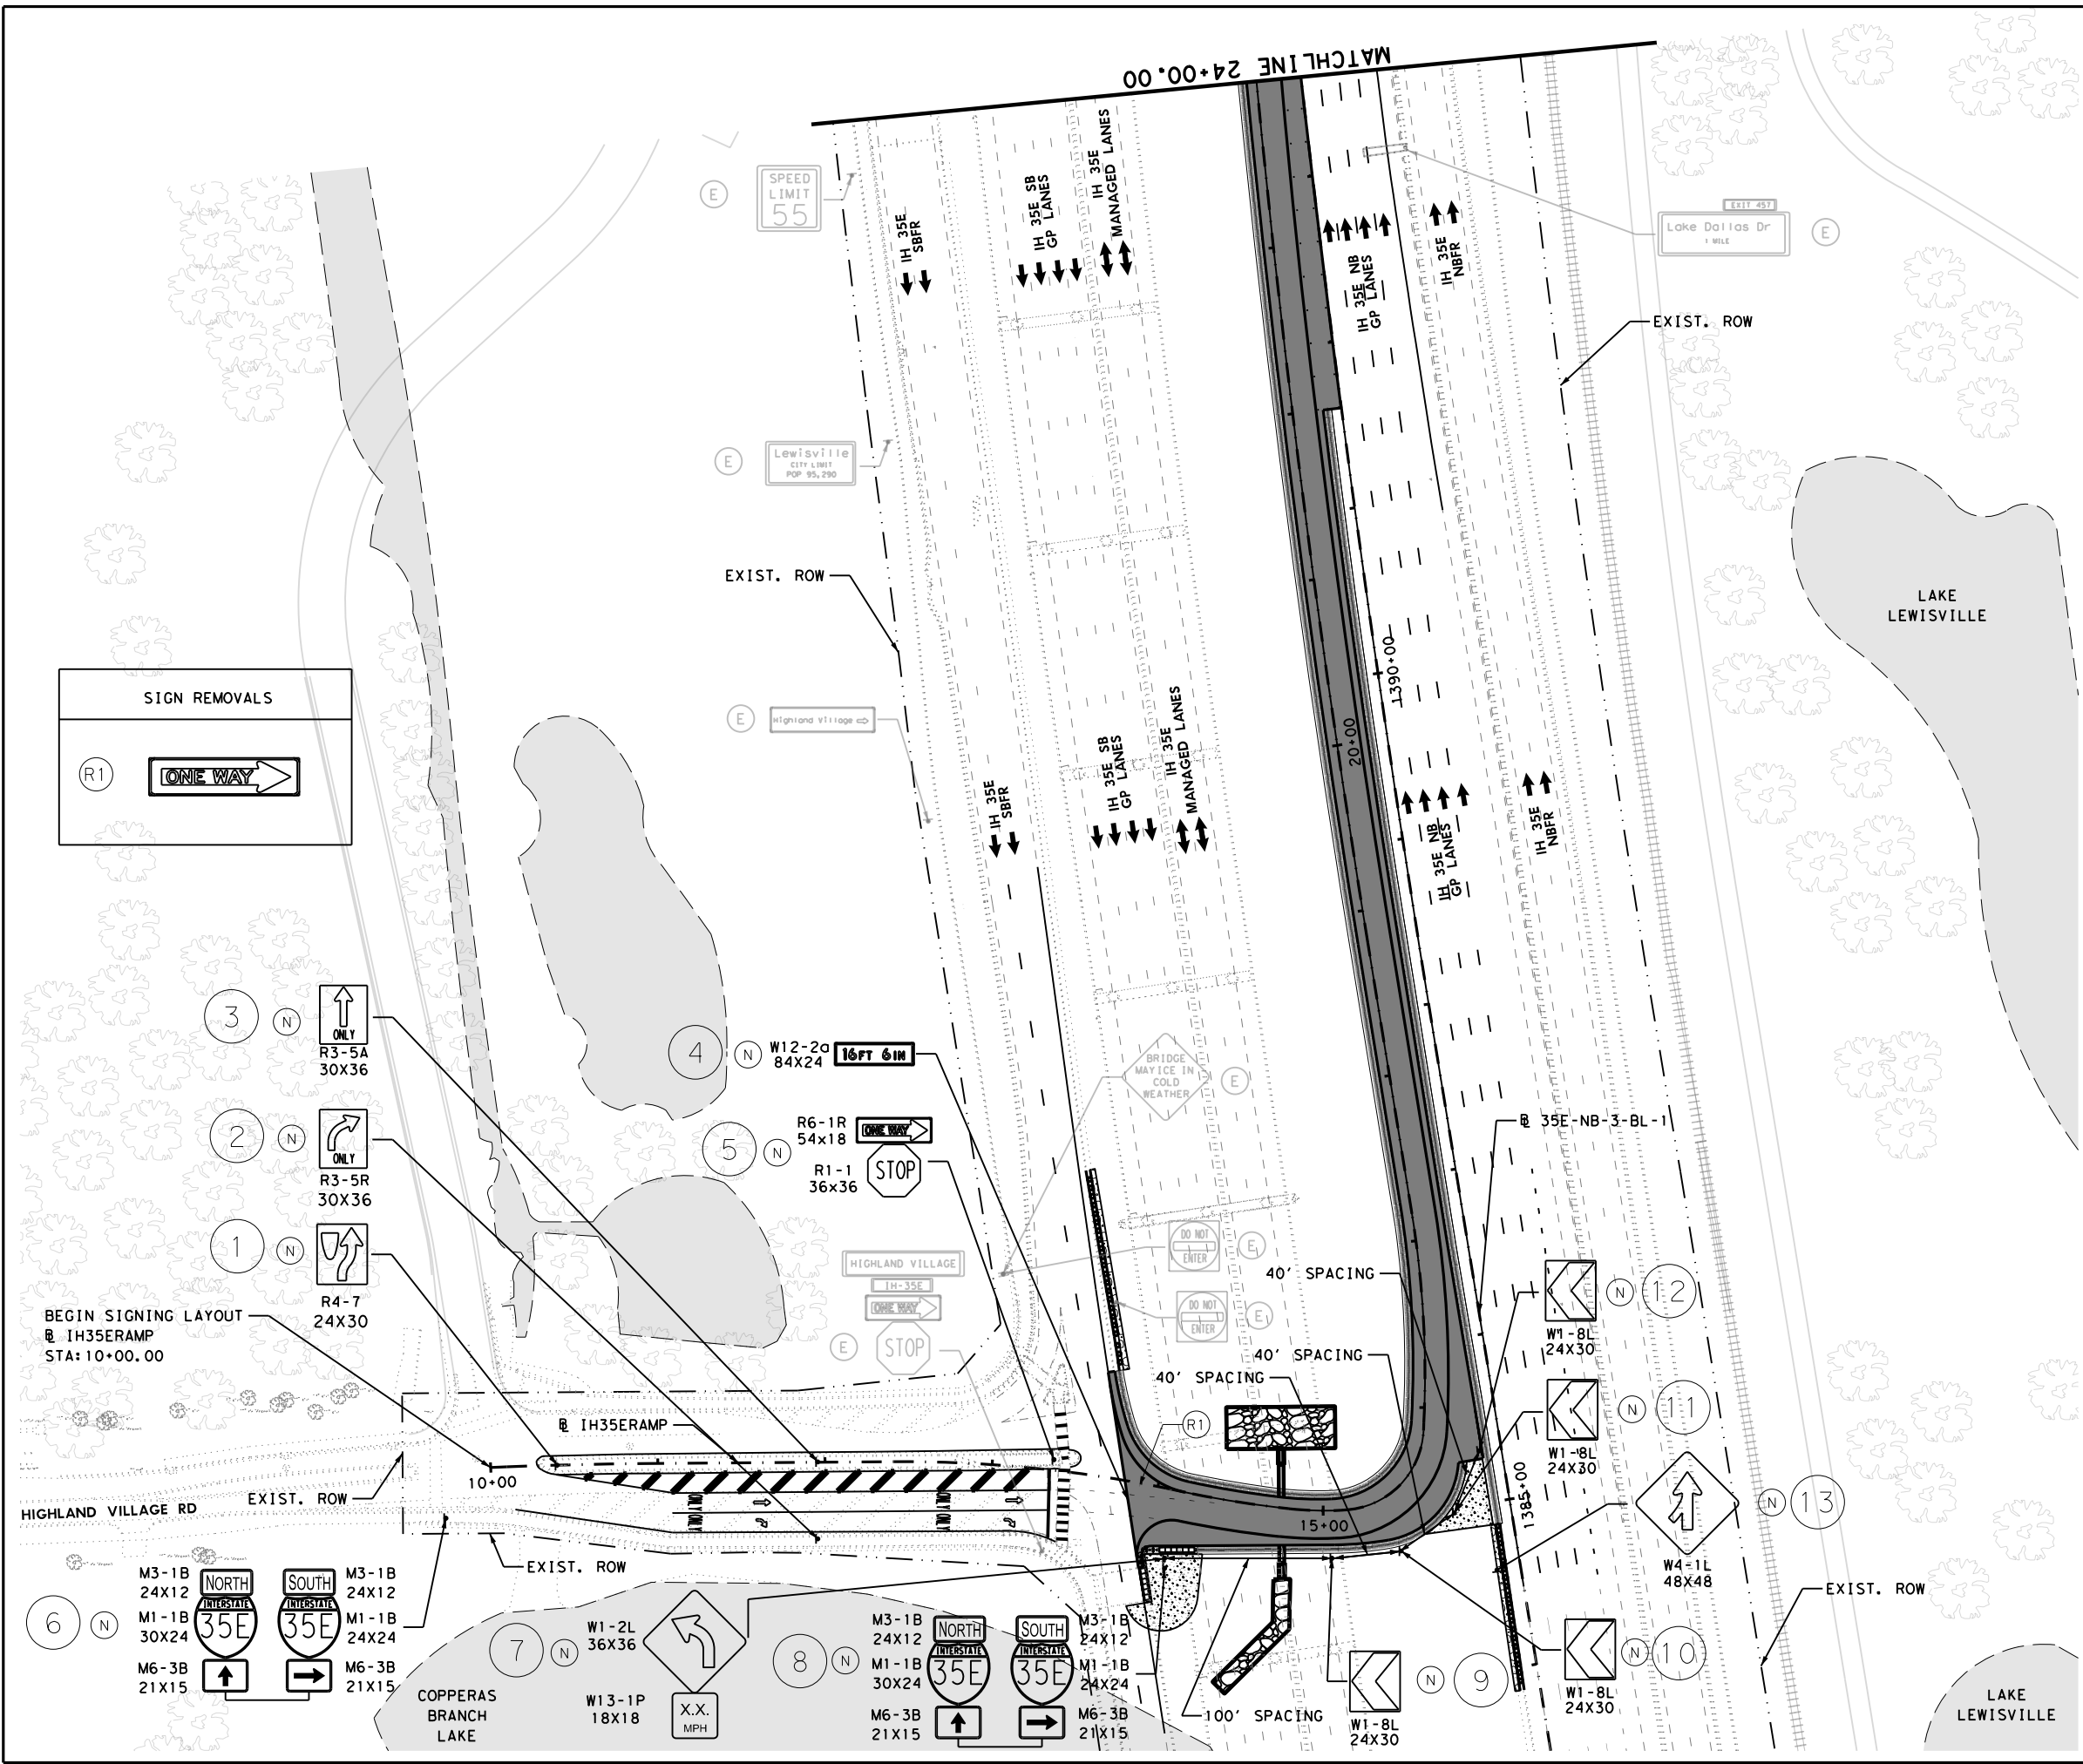 MATCHLINE 24+00.00
SPEED
LIMIT
55
E
IH 35E
SBFR
IH 35E SB
GP LANES
IH 35E
MANAGED LANES
IH 35E NB
GP LANES
IH 35E
NBFR
EXIT 457
Lake Dallas Dr
1 MILE
E
EXIST. ROW
E
Lewisville
CITY LIMIT
POP 95,290
EXIST. ROW
LAKE
LEWISVILLE
SIGN REMOVALS
R1
ONE WAY
E
Highland Village
IH 35E
SBFR
IH 35E SB
GP LANES
IH 35E
MANAGED LANES
20+00
1390+00
IH 35E NB
GP LANES
IH 35E
NBFR
3
N
ONLY
R3-5A
30X36
4
N
W12-2a
84X24
16FT 6IN
BRIDGE
MAY ICE IN
COLD
WEATHER
E
2
N
ONLY
R3-5R
30X36
5
N
R6-1R
54x18
ONE WAY
R1-1
36x36
STOP
B 35E-NB-3-BL-1
1
N
R4-7
24X30
HIGHLAND VILLAGE
IH-35E
ONE WAY
E
STOP
DO NOT
ENTER
E
DO NOT
ENTER
E
40' SPACING
40' SPACING
40' SPACING
N
12
W1-8L
24X30
N
11
W1-8L
24X30
BEGIN SIGNING LAYOUT
B IH35ERAMP
STA:10+00.00
B IH35ERAMP
R1
10+00
15+00
1385+00
EXIST. ROW
HIGHLAND VILLAGE RD
ONLY
ONLY
ONLY
ONLY
N
13
W4-1L
48X48
EXIST. ROW
EXIST. ROW
6
N
M3-1B
24X12
NORTH
SOUTH
M3-1B
24X12
M1-1B
30X24
INTERSTATE
35E
INTERSTATE
35E
M1-1B
24X24
M6-3B
21X15
M6-3B
21X15
7
N
W1-2L
36X36
W13-1P
18X18
X.X.
MPH
COPPERAS
BRANCH
LAKE
8
N
M3-1B
24X12
NORTH
SOUTH
M3-1B
24X12
M1-1B
30X24
INTERSTATE
35E
INTERSTATE
35E
M1-1B
24X24
M6-3B
21X15
M6-3B
21X15
100' SPACING
N
9
W1-8L
24X30
N
10
W1-8L
24X30
LAKE
LEWISVILLE